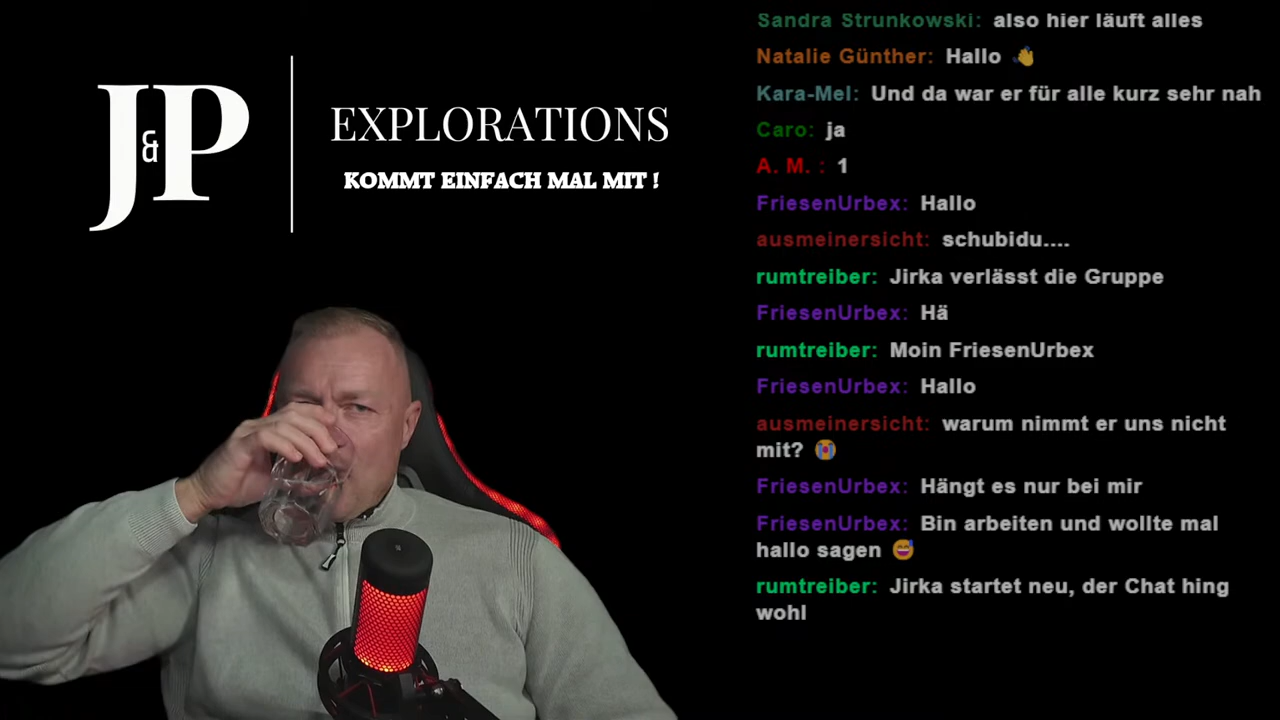 J&P
EXPLORATIONS
KOMMT EINFACH MAL MIT !
Sandra Strunkowski: also hier läuft alles
Natalie Günther: Hallo 👋
Kara-Mel: Und da war er für alle kurz sehr nah
Caro: ja
A. M. : 1
FriesenUrbex: Hallo
ausmeinersicht: schubidu....
rumtreiber: Jirka verlässt die Gruppe
FriesenUrbex: Hä
rumtreiber: Moin FriesenUrbex
FriesenUrbex: Hallo
ausmeinersicht: warum nimmt er uns nicht
mit? 😭
FriesenUrbex: Hängt es nur bei mir
FriesenUrbex: Bin arbeiten und wollte mal
hallo sagen 😅
rumtreiber: Jirka startet neu, der Chat hing
wohl